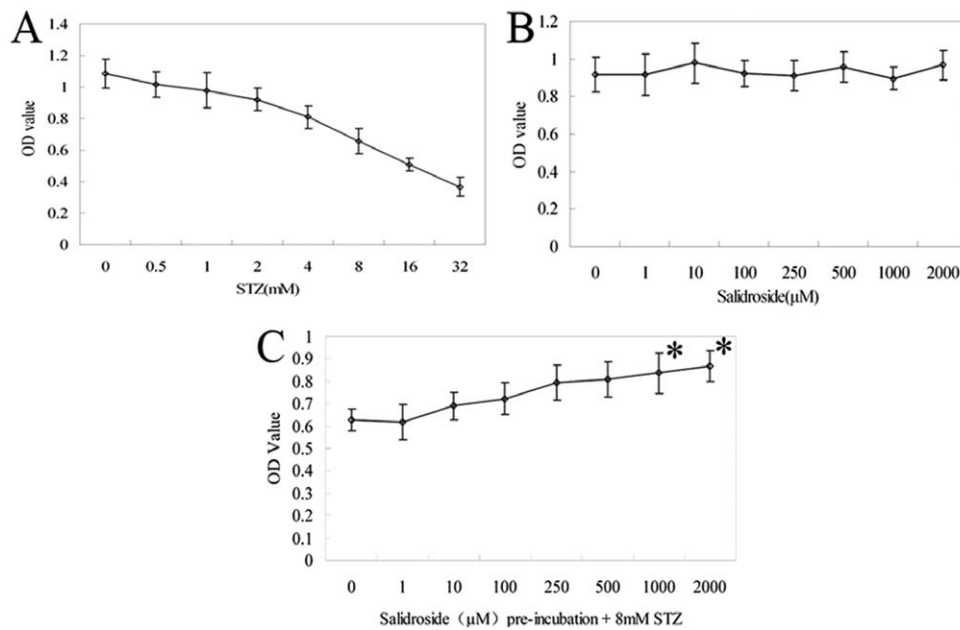 A
1.4
1.2
1
0.8
0.6
0.4
0.2
0
OD value
0 0.5 1 2 4 8 16 32
STZ(mM)
B
1.2
1
0.8
0.6
0.4
0.2
0
OD value
0 1 10 100 250 500 1000 2000
Salidroside(μM)
C
1
0.9
0.8
0.7
0.6
0.5
0.4
0.3
0.2
0.1
0
OD Value
* *
0 1 10 100 250 500 1000 2000
Salidroside（μM）pre-incubation + 8mM STZ